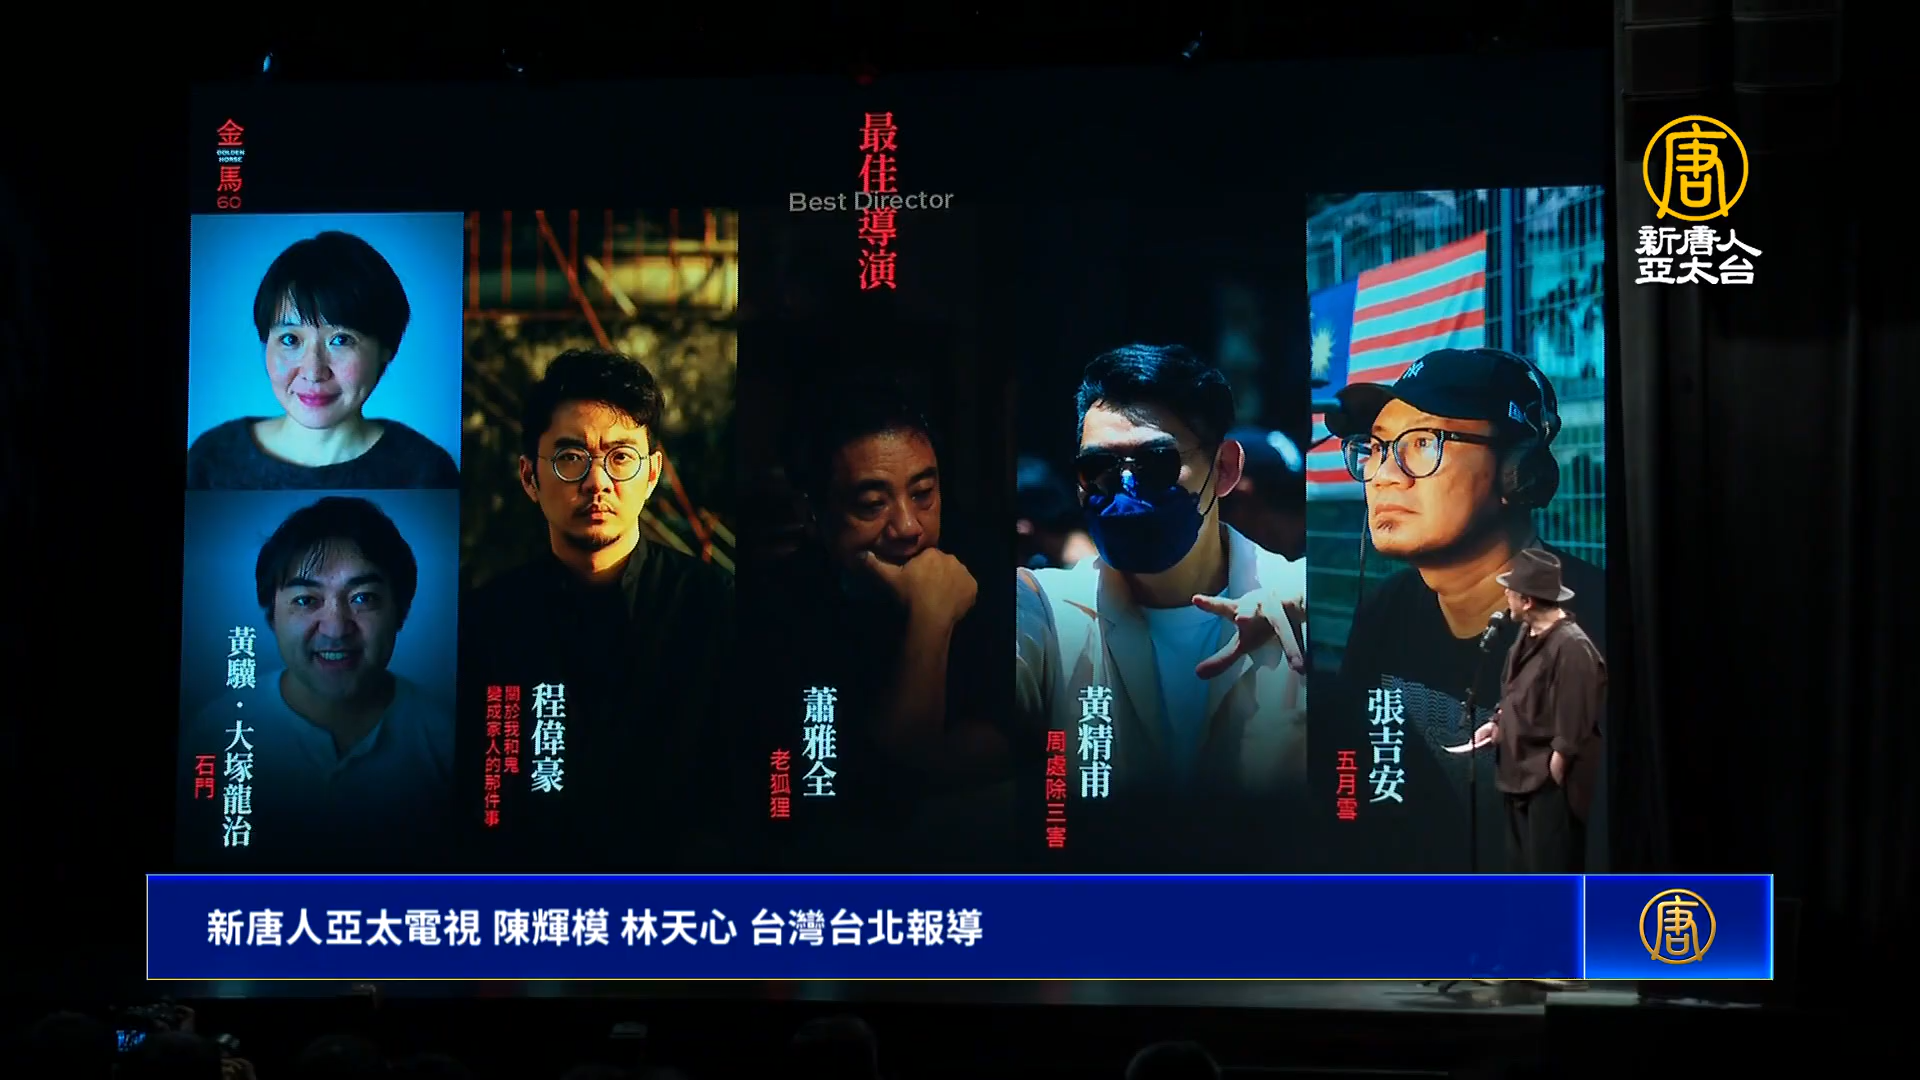 金
GOLDEN
HORSE
馬
60
最佳導演
Best Director
黃驥・大塚龍治
石門
程偉豪
關於我和鬼
變成家人的那件事
蕭雅全
老狐狸
黃精甫
周處除三害
張吉安
五月雪
唐
新唐人
亞太台
新唐人亞太電視 陳輝模 林天心 台灣台北報導
唐